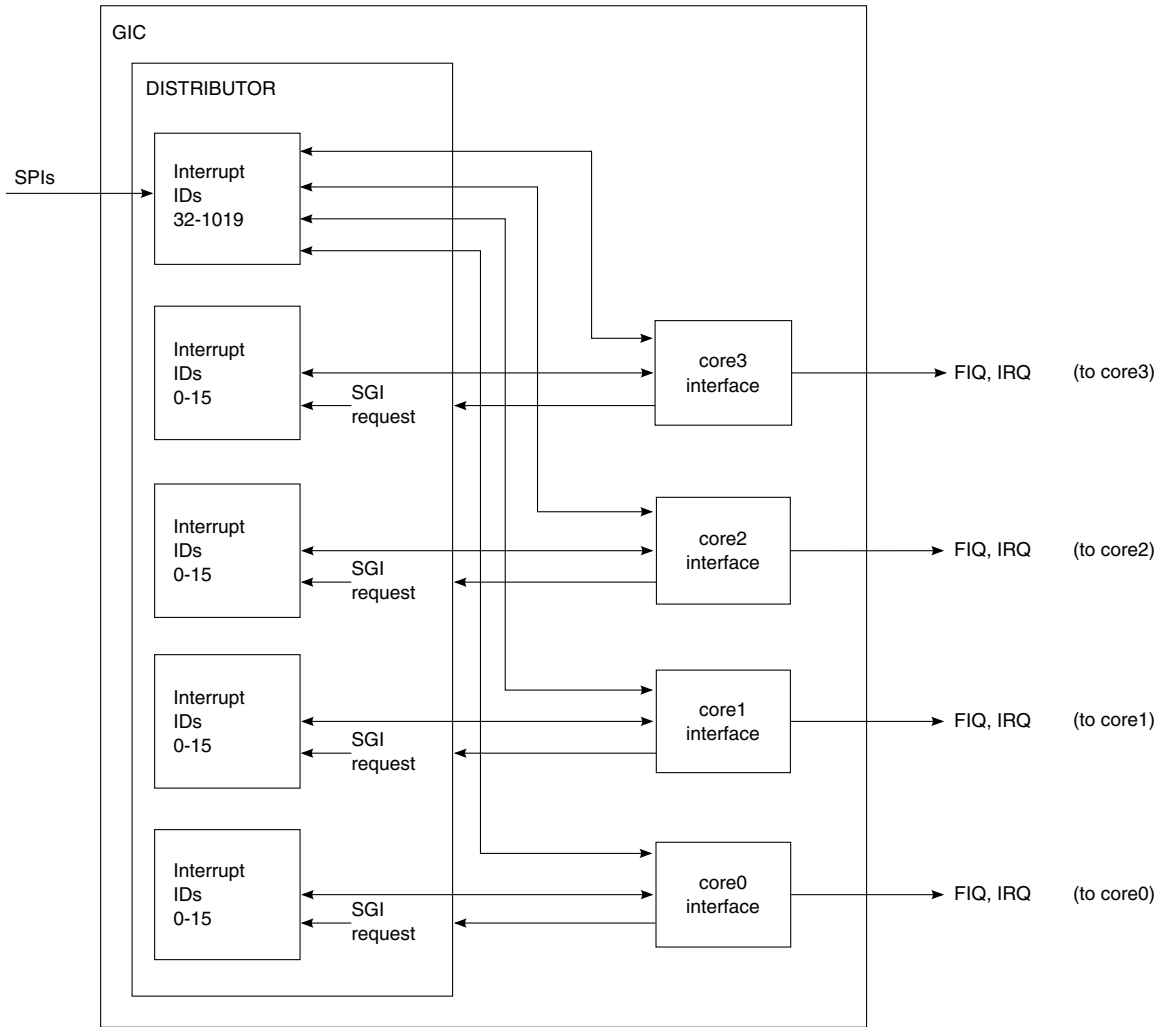 GIC
DISTRIBUTOR
SPIs
Interrupt
IDs
32-1019
Interrupt
IDs
0-15
SGI
request
core3
interface
FIQ, IRQ (to core3)
Interrupt
IDs
0-15
SGI
request
core2
interface
FIQ, IRQ (to core2)
Interrupt
IDs
0-15
SGI
request
core1
interface
FIQ, IRQ (to core1)
Interrupt
IDs
0-15
SGI
request
core0
interface
FIQ, IRQ (to core0)